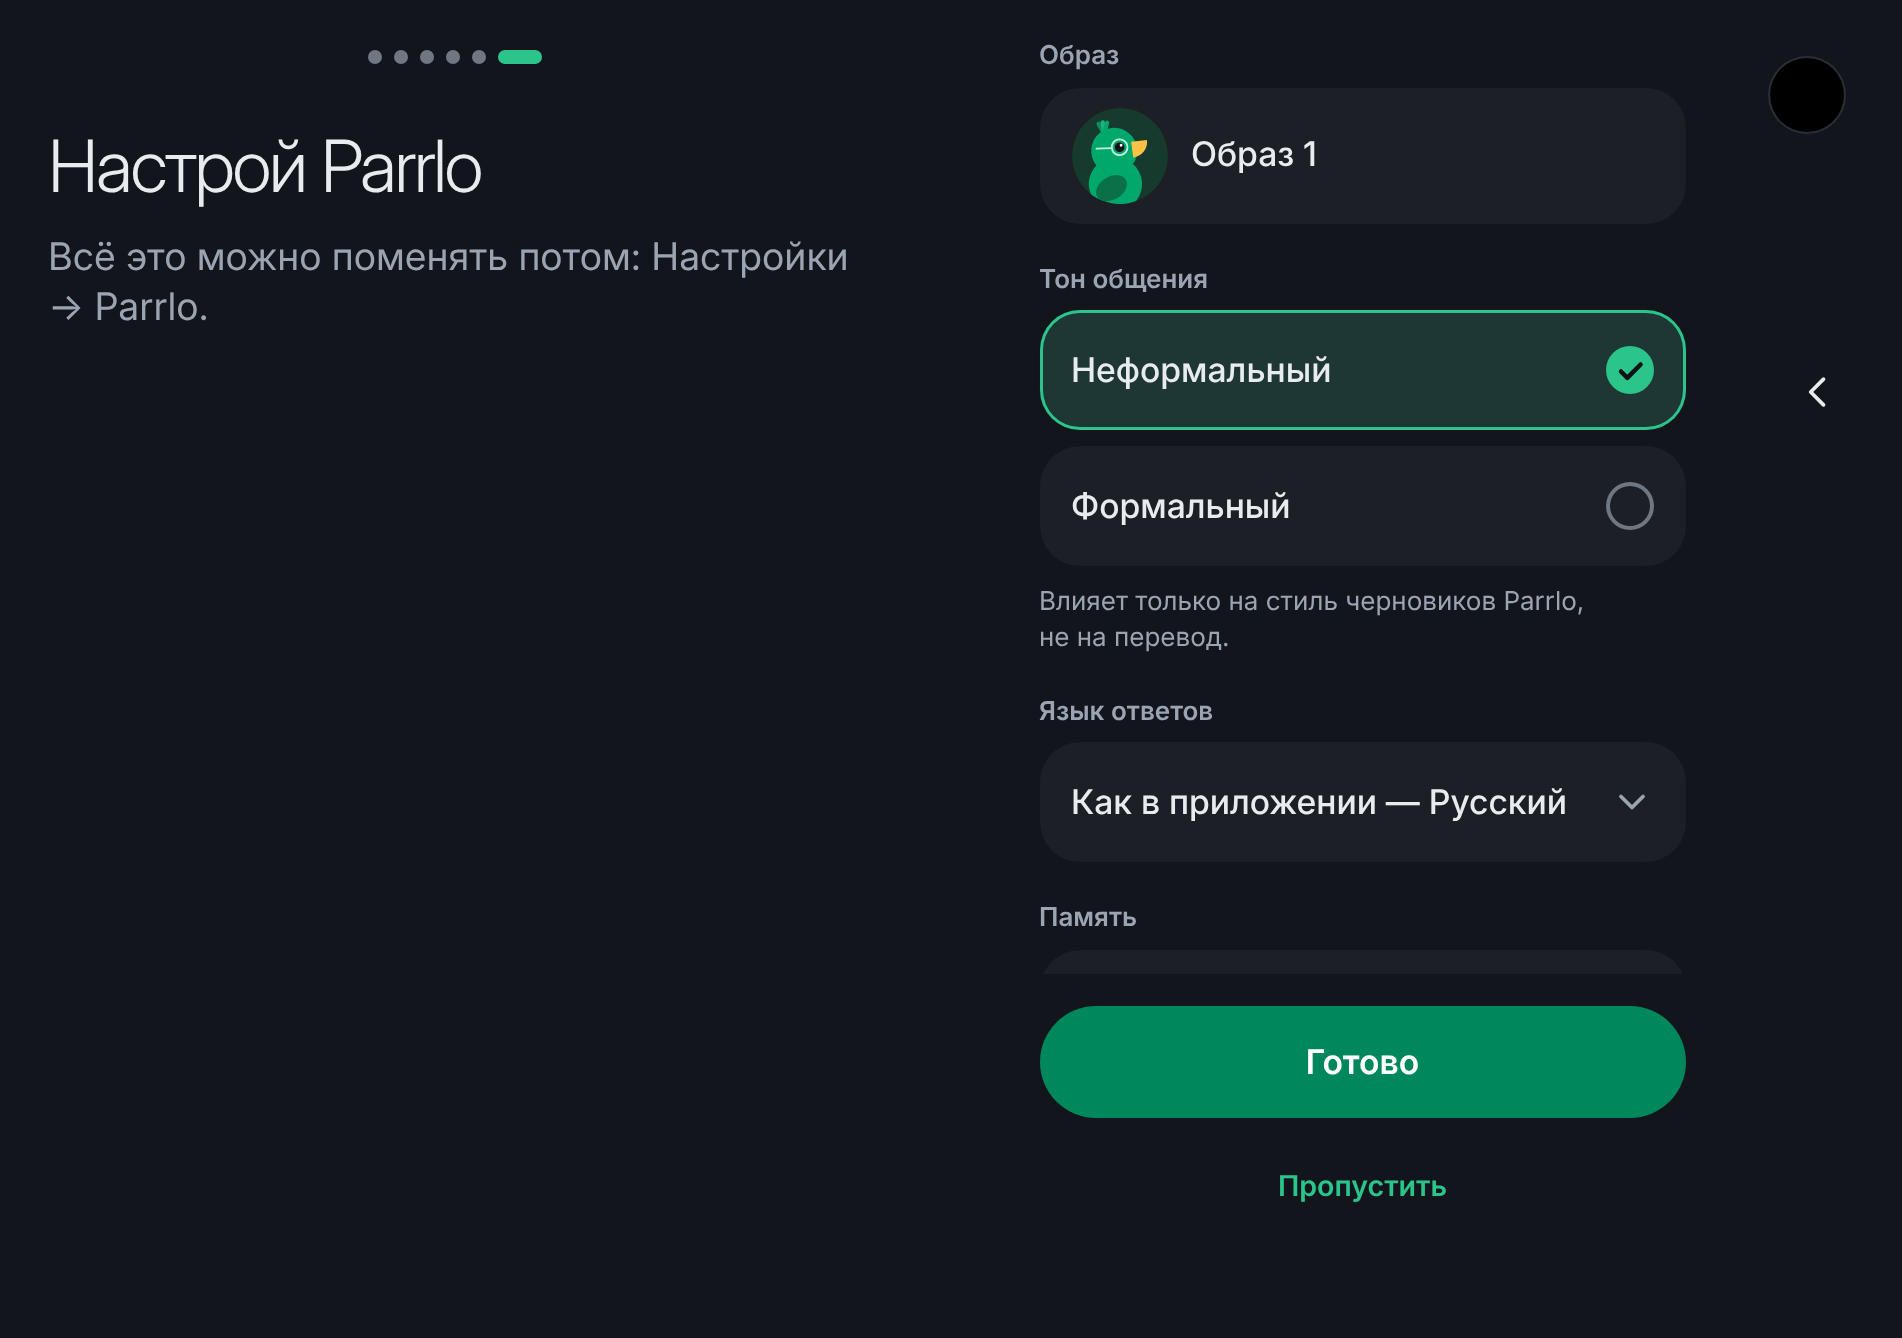 Настрой Parrlo
Всё это можно поменять потом: Настройки
→ Parrlo.
Образ
Образ 1
Тон общения
Неформальный
Формальный
Влияет только на стиль черновиков Parrlo,
не на перевод.
Язык ответов
Как в приложении — Русский
Память
Готово
Пропустить